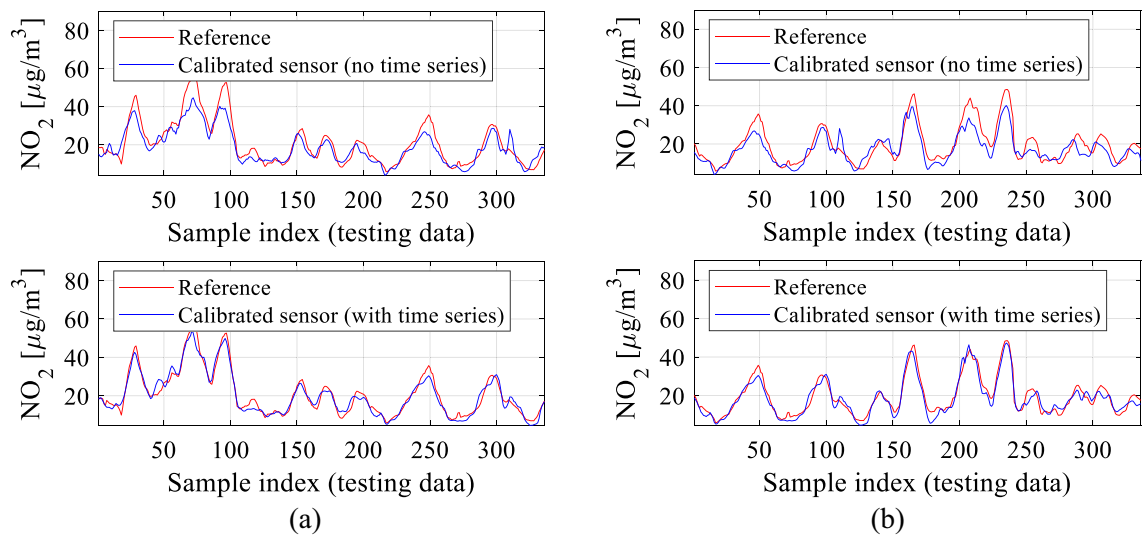 80
60
40
20
NO₂ [μg/m³]
Reference
Calibrated sensor (no time series)
50 100 150 200 250 300
Sample index (testing data)
80
60
40
20
NO₂ [μg/m³]
Reference
Calibrated sensor (no time series)
50 100 150 200 250 300
Sample index (testing data)
80
60
40
20
NO₂ [μg/m³]
Reference
Calibrated sensor (with time series)
50 100 150 200 250 300
Sample index (testing data)
(a)
80
60
40
20
NO₂ [μg/m³]
Reference
Calibrated sensor (with time series)
50 100 150 200 250 300
Sample index (testing data)
(b)